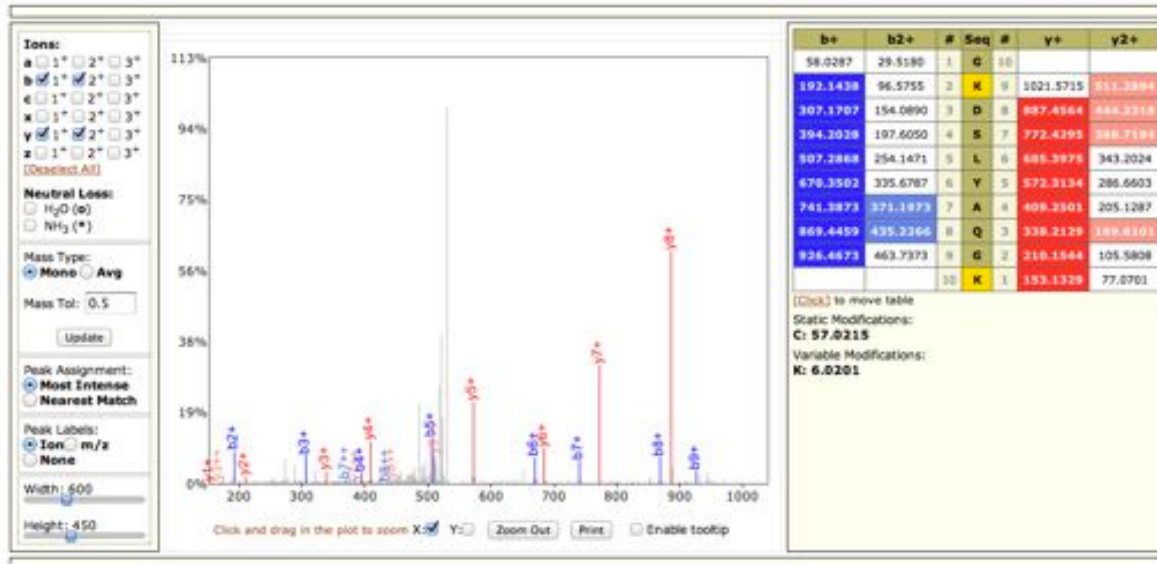 Ions:
a 1+ 2+ 3+
b 1+ 2+ 3+
c 1+ 2+ 3+
x 1+ 2+ 3+
y 1+ 2+ 3+
z 1+ 2+ 3+
[Deselect All]
Neutral Loss:
H₂O (o)
NH₃ (*)
Mass Type:
Mono Avg
Mass Tol: 0.5
Update
Peak Assignment:
Most Intense
Nearest Match
Peak Labels:
Ion m/z
None
Width: 600
Height: 450
113%
94%
75%
56%
38%
19%
0%
y1+ b2+ y2+ b3+ y3+ b7++ b4+ y4+ b5+ y5+ b6+ y6+ b7+ y7+ b8+ y8+ b9+
200 300 400 500 600 700 800 900 1000
Click and drag in the plot to zoom X: Y: Zoom Out Print Enable tooltip
b+ b2+ # Seq # y+ y2+
58.0287 29.5180 1 G 10
192.1438 96.5755 2 K 9 1021.5715 511.2894
307.1707 154.0890 3 D 8 887.4564
394.2028 197.6050 4 S 7 772.4295
507.2868 254.1471 5 L 6 685.3975 343.2024
670.3502 335.6787 6 Y 5 572.3134 286.6603
741.3873 371.1973 7 A 4 409.2501 205.1287
869.4459 435.2266 8 Q 3 338.2129
926.4673 463.7373 9 G 2 210.1544 105.5808
10 K 1 153.1329 77.0701
[Click] to move table
Static Modifications:
C: 57.0215
Variable Modifications:
K: 6.0201